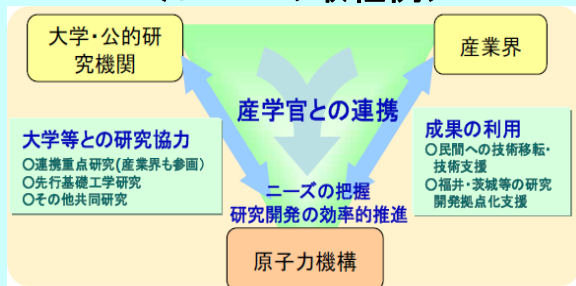 大学・公的研
究機関
産業界
産学官との連携
大学等との研究協力
○連携重点研究(産業界も参画)
○先行基礎工学研究
○その他共同研究
成果の利用
○民間への技術移転・
技術支援
○福井・茨城等の研究
開発拠点化支援
ニーズの把握
研究開発の効率的推進
原子力機構